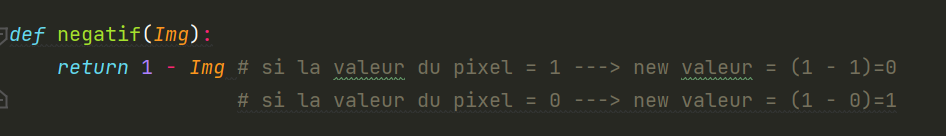 def negatif(Img):
return 1 - Img # si la valeur du pixel = 1 ---> new valeur = (1 - 1)=0
# si la valeur du pixel = 0 ---> new valeur = (1 - 0)=1